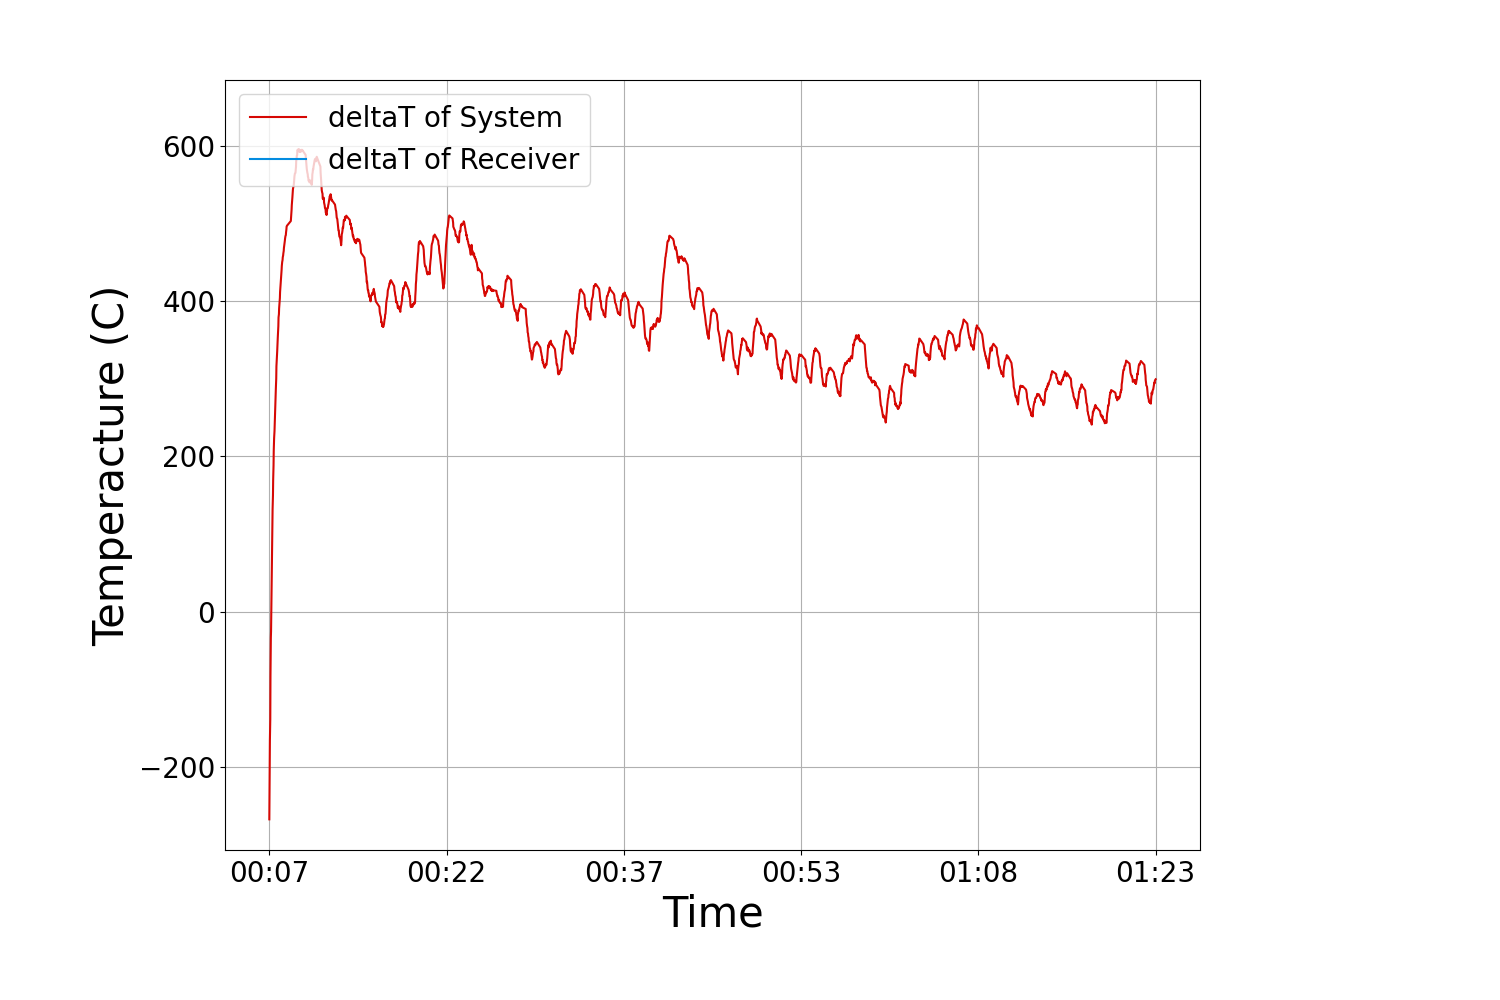 deltaT of System
deltaT of Receiver
600
400
200
0
−200
Temperacture (C)
00:07 00:22 00:37 00:53 01:08 01:23
Time